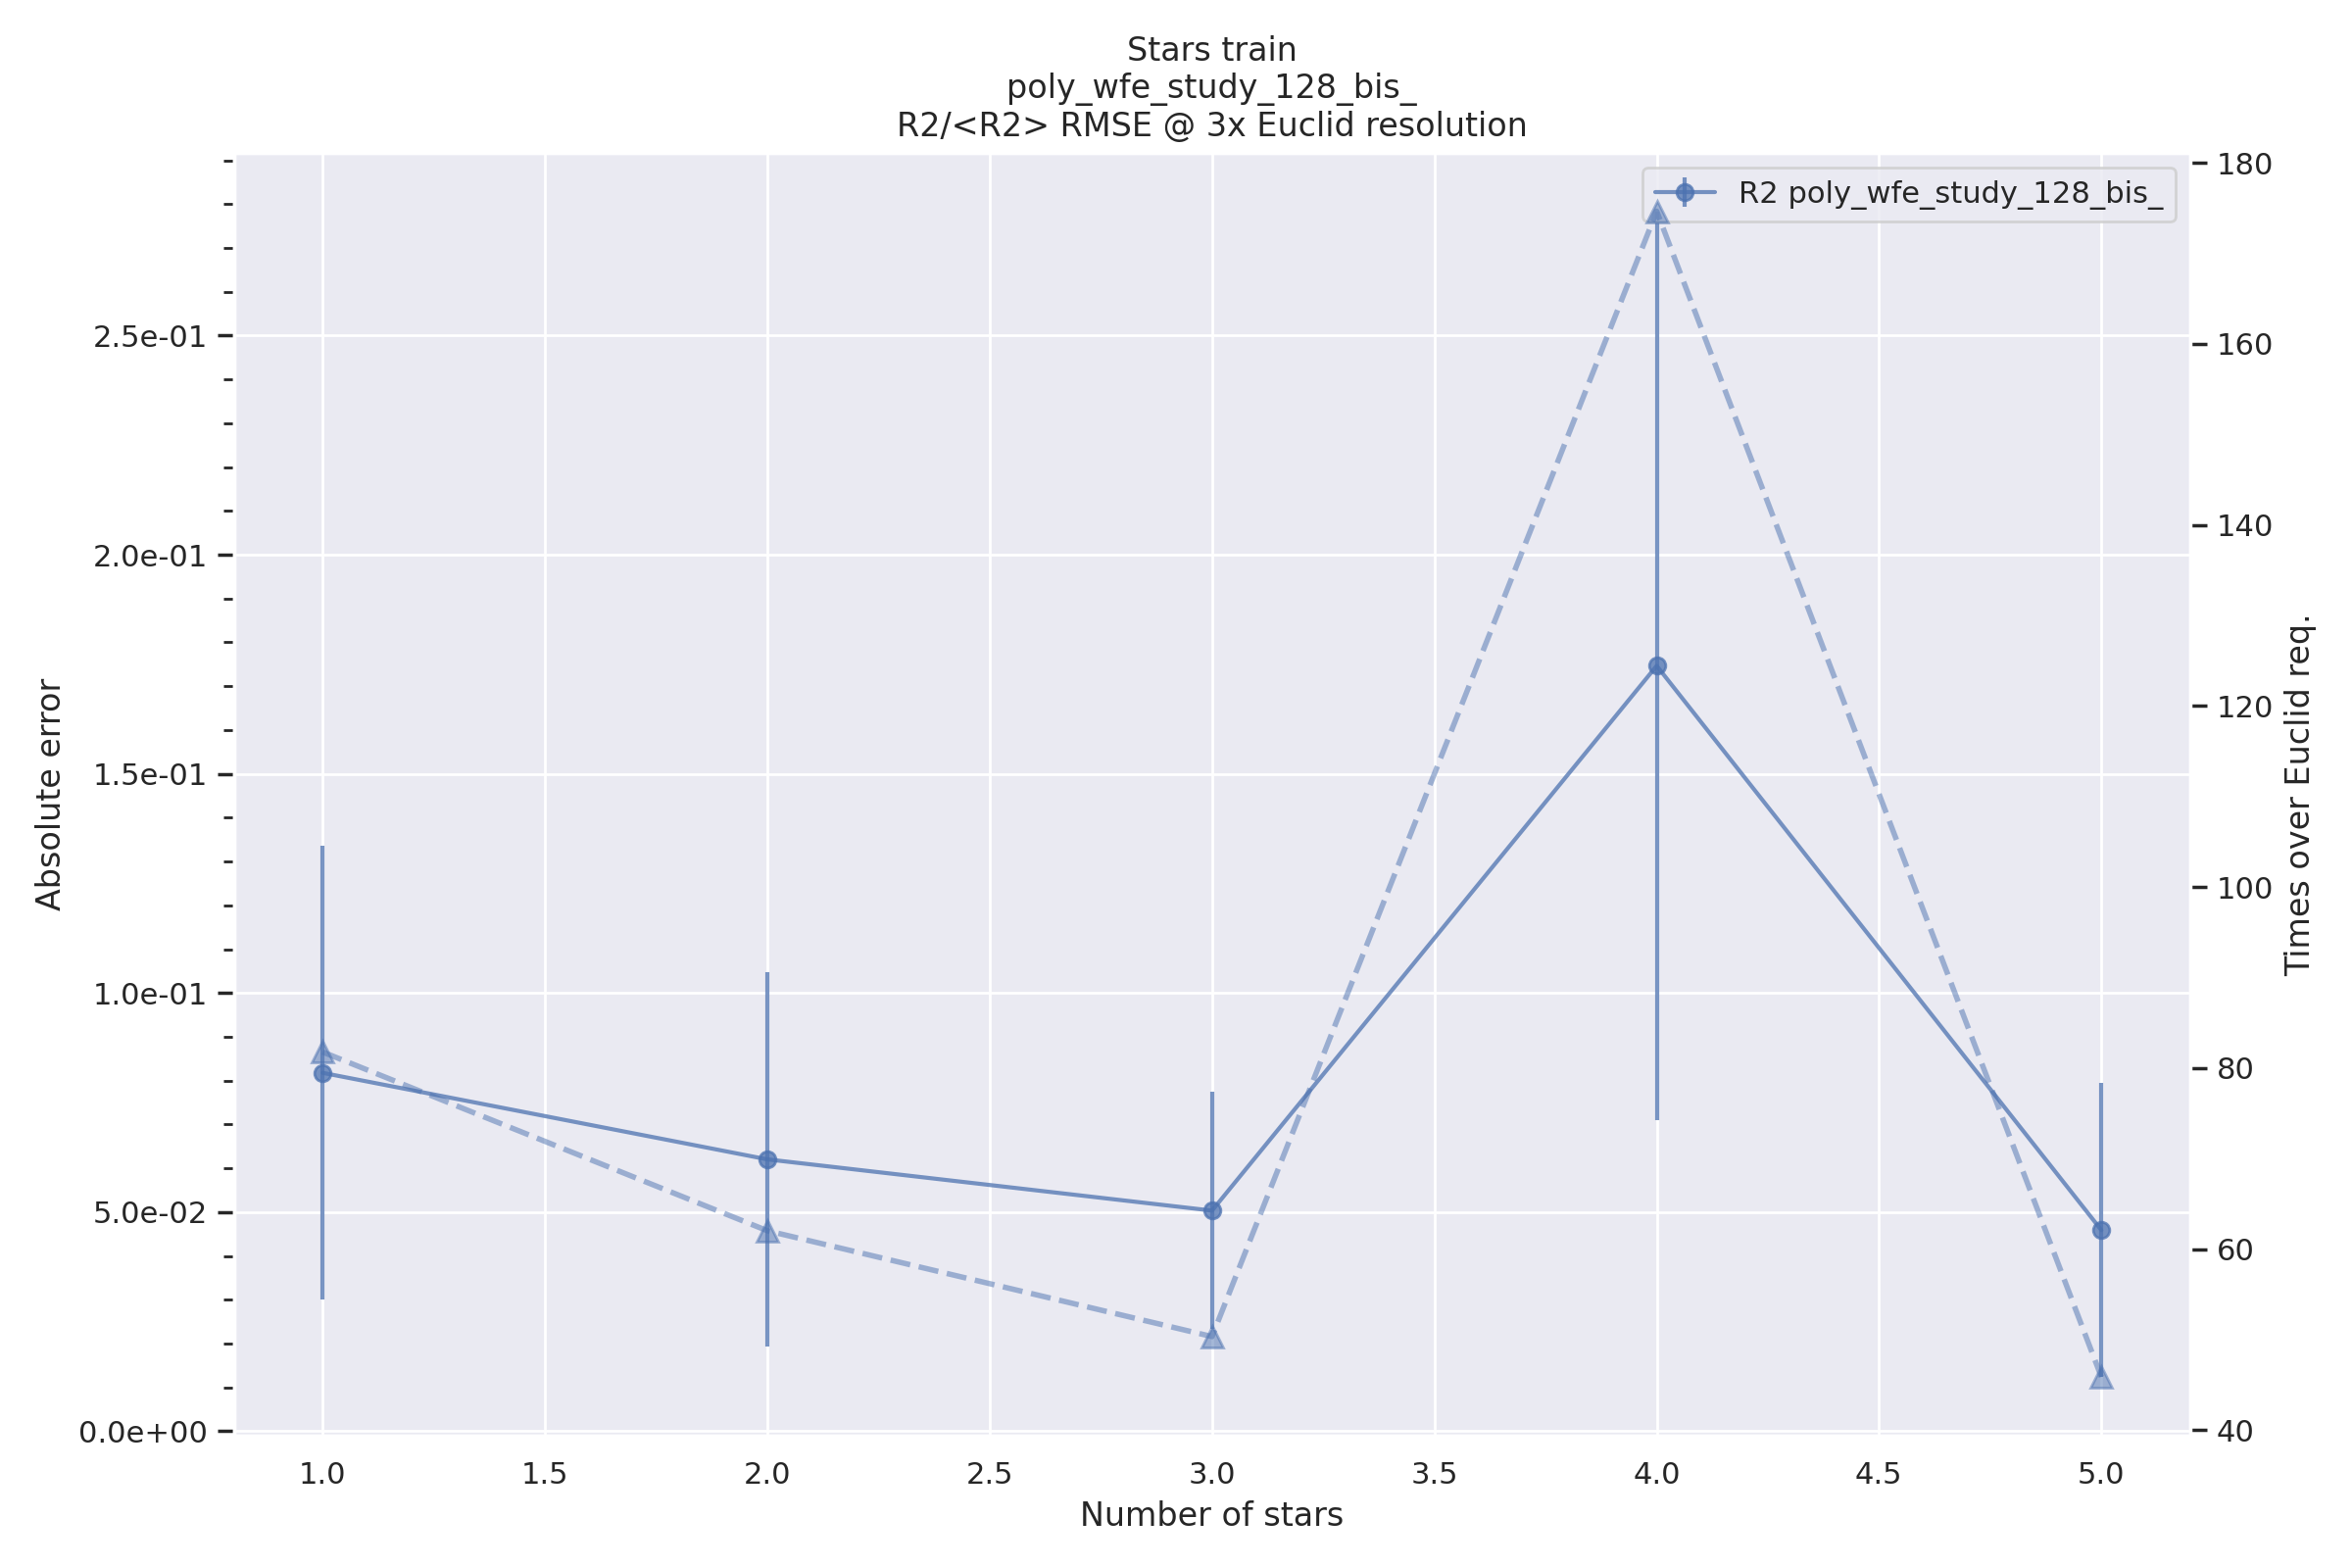 Stars train
poly_wfe_study_128_bis_
R2/<R2> RMSE @ 3x Euclid resolution
R2 poly_wfe_study_128_bis_
Absolute error
2.5e-01
2.0e-01
1.5e-01
1.0e-01
5.0e-02
0.0e+00
180
160
140
120
100
80
60
40
Times over Euclid req.
1.0 1.5 2.0 2.5 3.0 3.5 4.0 4.5 5.0
Number of stars